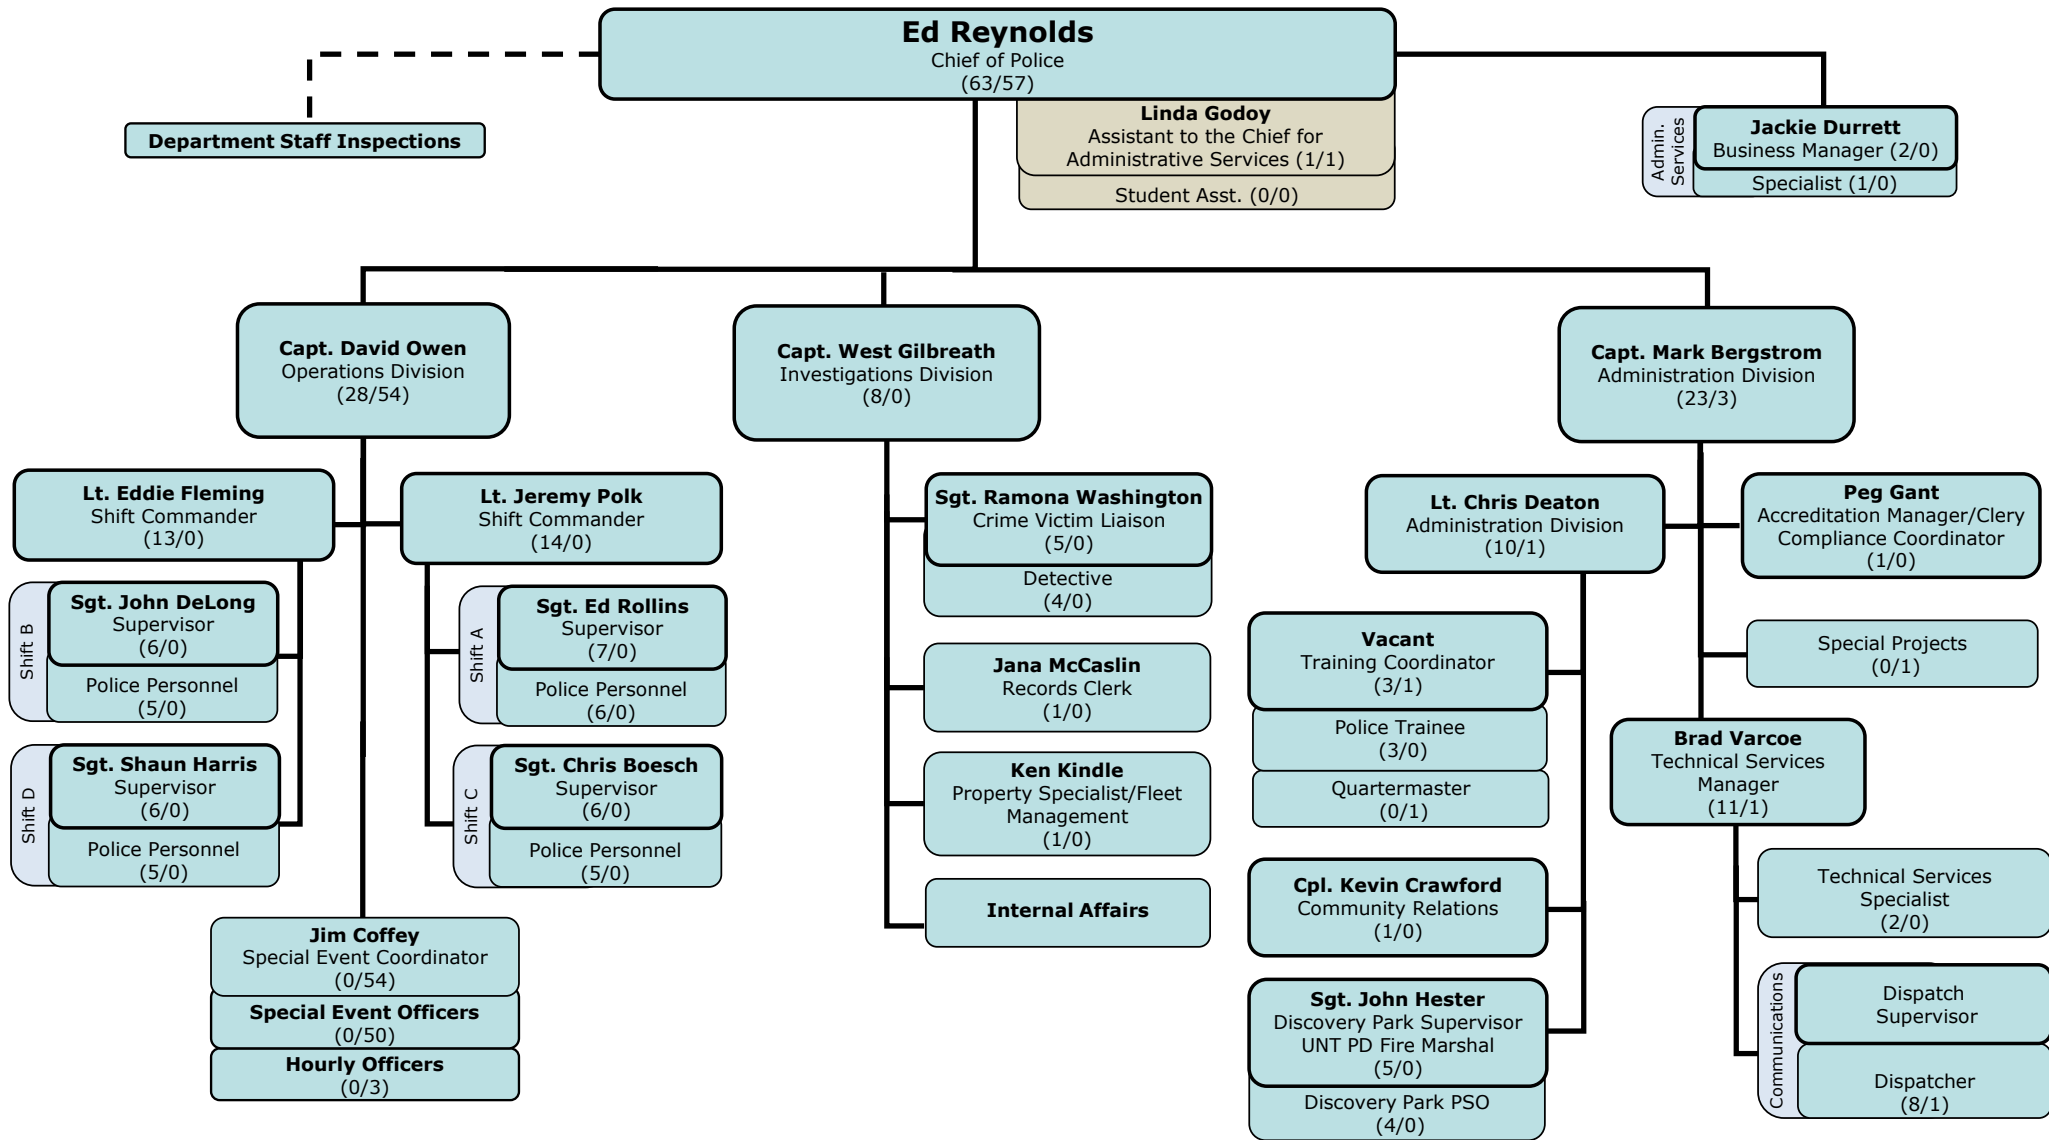 Ed Reynolds
Chief of Police
(63/57)
Linda Godoy
Assistant to the Chief for
Administrative Services (1/1)
Student Asst. (0/0)
Department Staff Inspections
Admin.
Services
Jackie Durrett
Business Manager (2/0)
Specialist (1/0)
Capt. David Owen
Operations Division
(28/54)
Capt. West Gilbreath
Investigations Division
(8/0)
Capt. Mark Bergstrom
Administration Division
(23/3)
Lt. Eddie Fleming
Shift Commander
(13/0)
Lt. Jeremy Polk
Shift Commander
(14/0)
Shift B
Sgt. John DeLong
Supervisor
(6/0)
Police Personnel
(5/0)
Shift D
Sgt. Shaun Harris
Supervisor
(6/0)
Police Personnel
(5/0)
Shift A
Sgt. Ed Rollins
Supervisor
(7/0)
Police Personnel
(6/0)
Shift C
Sgt. Chris Boesch
Supervisor
(6/0)
Police Personnel
(5/0)
Jim Coffey
Special Event Coordinator
(0/54)
Special Event Officers
(0/50)
Hourly Officers
(0/3)
Sgt. Ramona Washington
Crime Victim Liaison
(5/0)
Detective
(4/0)
Jana McCaslin
Records Clerk
(1/0)
Ken Kindle
Property Specialist/Fleet
Management
(1/0)
Internal Affairs
Lt. Chris Deaton
Administration Division
(10/1)
Vacant
Training Coordinator
(3/1)
Police Trainee
(3/0)
Quartermaster
(0/1)
Cpl. Kevin Crawford
Community Relations
(1/0)
Sgt. John Hester
Discovery Park Supervisor
UNT PD Fire Marshal
(5/0)
Discovery Park PSO
(4/0)
Peg Gant
Accreditation Manager/Clery
Compliance Coordinator
(1/0)
Special Projects
(0/1)
Brad Varcoe
Technical Services
Manager
(11/1)
Technical Services
Specialist
(2/0)
Communications
Dispatch
Supervisor
Dispatcher
(8/1)